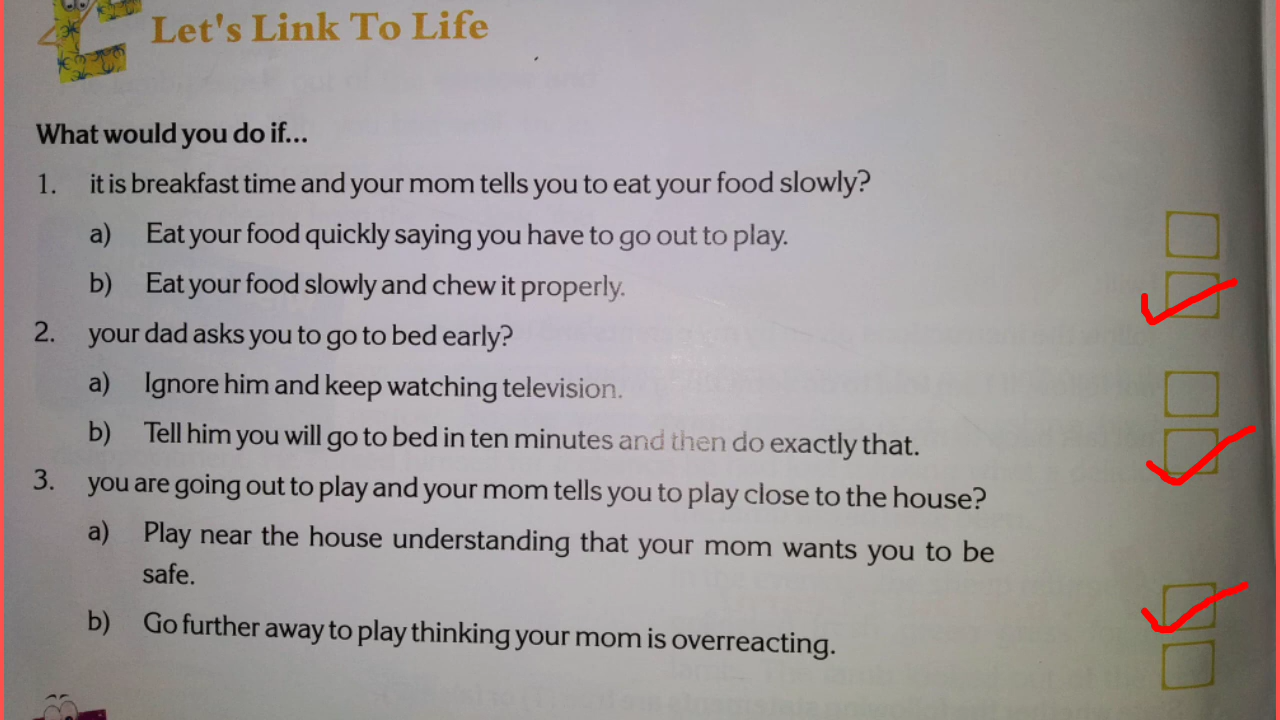 Let's Link To Life
What would you do if...
1. it is breakfast time and your mom tells you to eat your food slowly?
a) Eat your food quickly saying you have to go out to play.
b) Eat your food slowly and chew it properly.
2. your dad asks you to go to bed early?
a) Ignore him and keep watching television.
b) Tell him you will go to bed in ten minutes and then do exactly that.
3. you are going out to play and your mom tells you to play close to the house?
a) Play near the house understanding that your mom wants you to be
safe.
b) Go further away to play thinking your mom is overreacting.